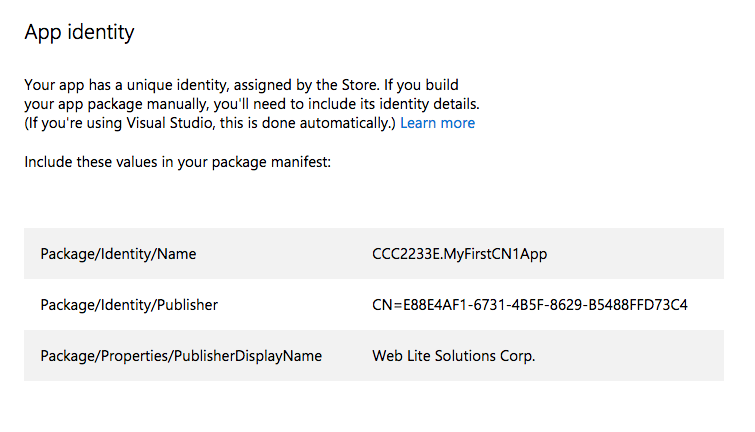 App identity
Your app has a unique identity, assigned by the Store. If you build
your app package manually, you'll need to include its identity details.
(If you're using Visual Studio, this is done automatically.) Learn more
Include these values in your package manifest:
Package/Identity/Name CCC2233E.MyFirstCN1App
Package/Identity/Publisher CN=E88E4AF1-6731-4B5F-8629-B5488FFD73C4
Package/Properties/PublisherDisplayName Web Lite Solutions Corp.